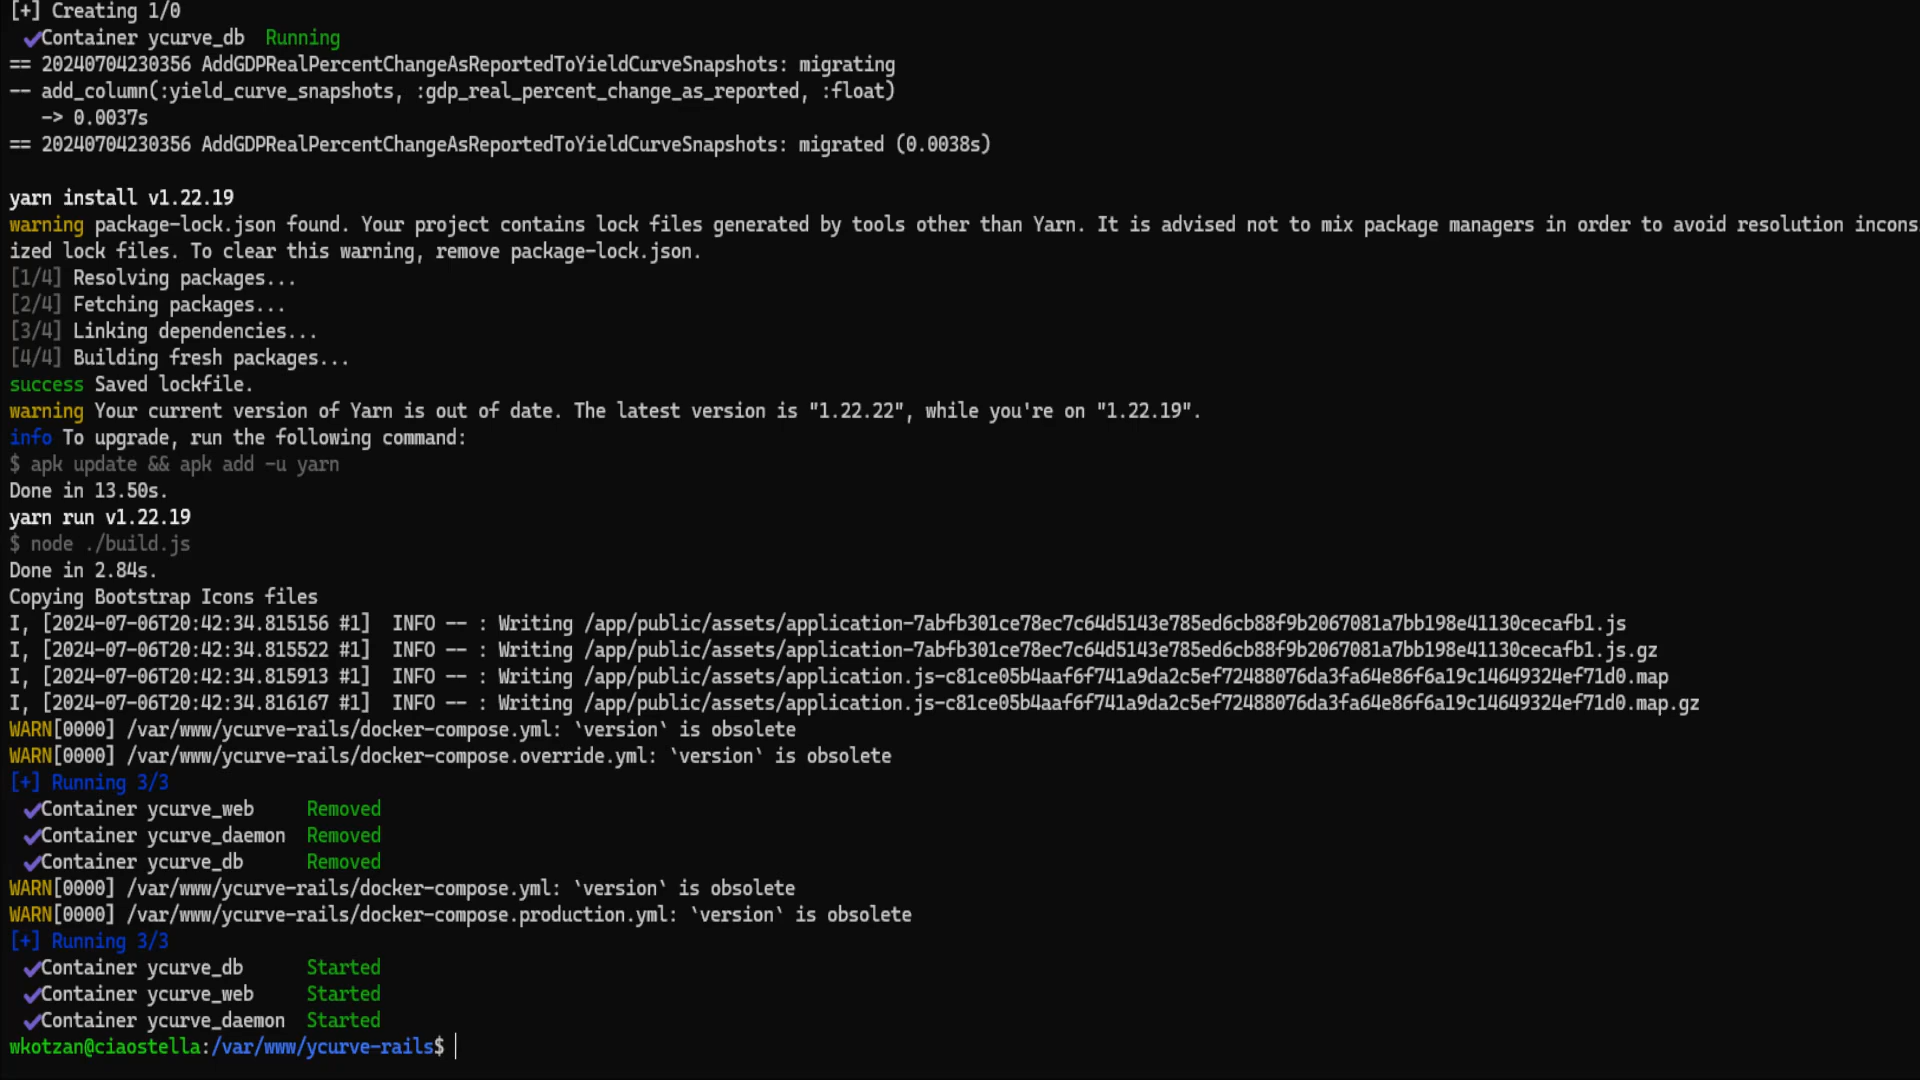 [+] Creating 1/0
✔Container ycurve_db  Running
== 20240704230356 AddGDPRealPercentChangeAsReportedToYieldCurveSnapshots: migrating
-- add_column(:yield_curve_snapshots, :gdp_real_percent_change_as_reported, :float)
   -> 0.0037s
== 20240704230356 AddGDPRealPercentChangeAsReportedToYieldCurveSnapshots: migrated (0.0038s)
yarn install v1.22.19
warning package-lock.json found. Your project contains lock files generated by tools other than Yarn. It is advised not to mix package managers in order to avoid resolution incons
ized lock files. To clear this warning, remove package-lock.json.
[1/4] Resolving packages...
[2/4] Fetching packages...
[3/4] Linking dependencies...
[4/4] Building fresh packages...
success Saved lockfile.
warning Your current version of Yarn is out of date. The latest version is "1.22.22", while you're on "1.22.19".
info To upgrade, run the following command:
$ apk update && apk add -u yarn
Done in 13.50s.
yarn run v1.22.19
$ node ./build.js
Done in 2.84s.
Copying Bootstrap Icons files
I, [2024-07-06T20:42:34.815156 #1]  INFO -- : Writing /app/public/assets/application-7abfb301ce78ec7c64d5143e785ed6cb88f9b2067081a7bb198e41130cecafb1.js
I, [2024-07-06T20:42:34.815522 #1]  INFO -- : Writing /app/public/assets/application-7abfb301ce78ec7c64d5143e785ed6cb88f9b2067081a7bb198e41130cecafb1.js.gz
I, [2024-07-06T20:42:34.815913 #1]  INFO -- : Writing /app/public/assets/application.js-c81ce05b4aaf6f741a9da2c5ef72488076da3fa64e86f6a19c14649324ef71d0.map
I, [2024-07-06T20:42:34.816167 #1]  INFO -- : Writing /app/public/assets/application.js-c81ce05b4aaf6f741a9da2c5ef72488076da3fa64e86f6a19c14649324ef71d0.map.gz
WARN[0000] /var/www/ycurve-rails/docker-compose.yml: `version` is obsolete
WARN[0000] /var/www/ycurve-rails/docker-compose.override.yml: `version` is obsolete
[+] Running 3/3
✔Container ycurve_web     Removed
✔Container ycurve_daemon  Removed
✔Container ycurve_db      Removed
WARN[0000] /var/www/ycurve-rails/docker-compose.yml: `version` is obsolete
WARN[0000] /var/www/ycurve-rails/docker-compose.production.yml: `version` is obsolete
[+] Running 3/3
✔Container ycurve_db      Started
✔Container ycurve_web     Started
✔Container ycurve_daemon  Started
wkotzan@ciaostella:/var/www/ycurve-rails$